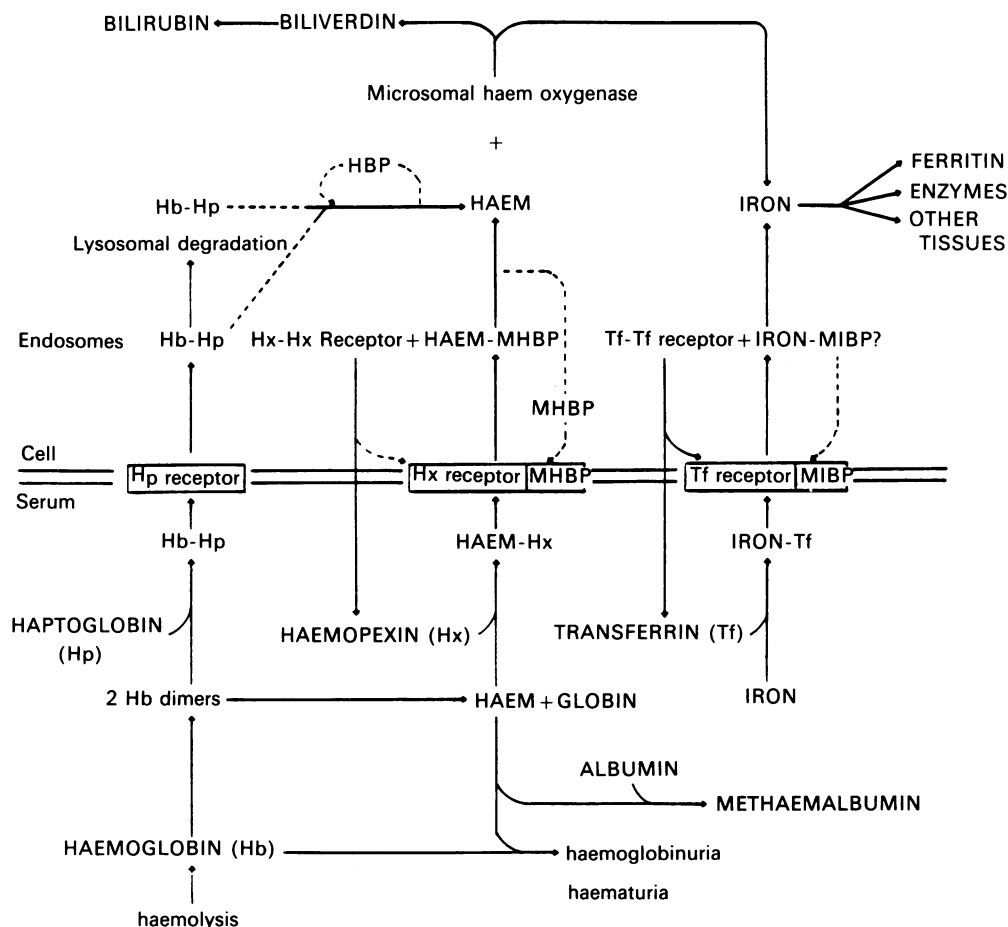 BILIRUBIN BILIVERDIN
Microsomal haem oxygenase
+
HBP
FERRITIN
Hb-Hp HAEM IRON ENZYMES
OTHER
TISSUES
Lysosomal degradation
Endosomes Hb-Hp Hx-Hx Receptor + HAEM-MHBP Tf-Tf receptor + IRON-MIBP?
MHBP
Cell
Hp receptor Hx receptor MHBP Tf receptor MIBP
Serum
Hb-Hp HAEM-Hx IRON-Tf
HAPTOGLOBIN
(Hp)
HAEMOPEXIN (Hx) TRANSFERRIN (Tf)
2 Hb dimers HAEM + GLOBIN IRON
ALBUMIN
METHAEMALBUMIN
HAEMOGLOBIN (Hb) haemoglobinuria
haematuria
haemolysis